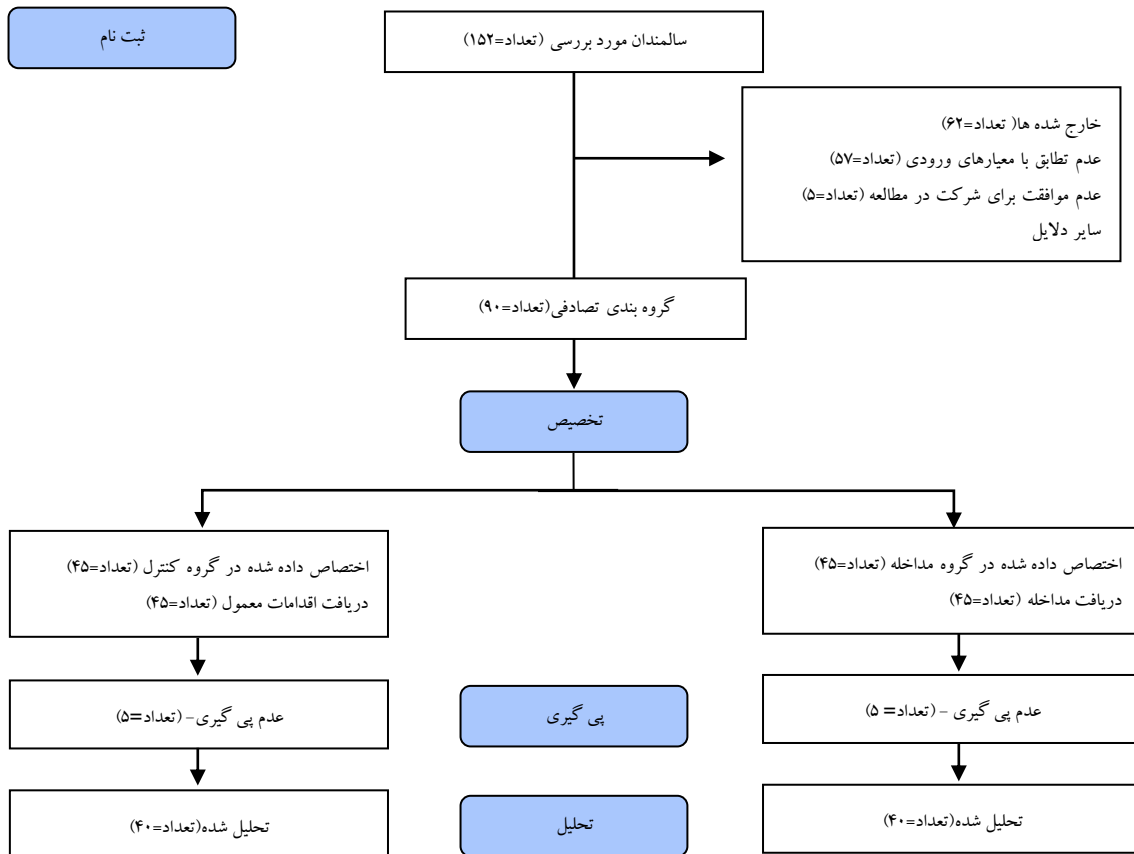 ثبت نام
سالمندان مورد بررسی (تعداد=۱۵۲)
خارج شده ها( تعداد=۶۲)
عدم تطابق با معیارهای ورودی (تعداد=۵۷)
عدم موافقت برای شرکت در مطالعه (تعداد=۵)
سایر دلایل
گروه بندی تصادفی(تعداد=۹۰)
تخصیص
اختصاص داده شده در گروه مداخله (تعداد=۴۵)
دریافت مداخله (تعداد=۴۵)
اختصاص داده شده در گروه کنترل (تعداد=۴۵)
دریافت اقدامات معمول (تعداد=۴۵)
عدم پی گیری – (تعداد= ۵)
پی گیری
عدم پی گیری– (تعداد=۵)
تحلیل شده(تعداد=۴۰)
تحلیل
تحلیل شده(تعداد=۴۰)